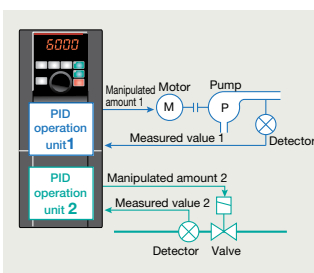 6000
Manipulated
amount 1
Motor
Pump
M
P
PID
operation
unit1
Measured value 1
Detector
PID
operation
unit 2
Manipulated amount 2
Measured value 2
Detector
Valve